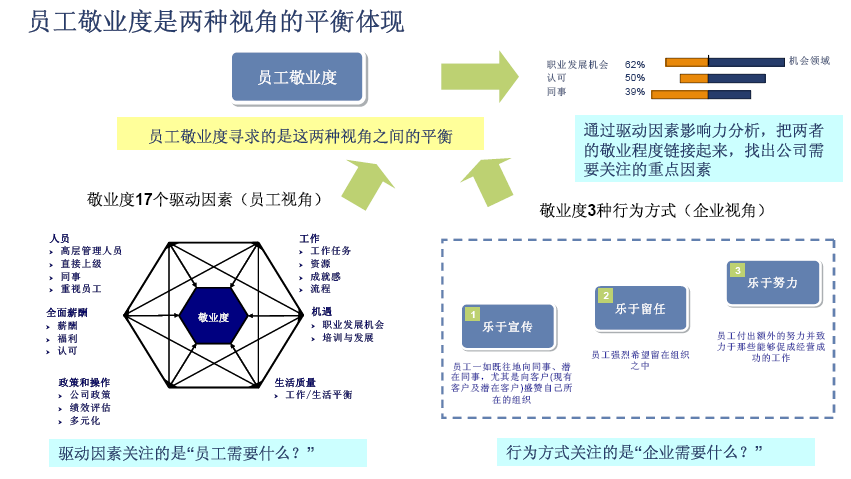 员工敬业度是两种视角的平衡体现
员工敬业度
职业发展机会 62%
认可 50%
同事 39%
机会领域
员工敬业度寻求的是这两种视角之间的平衡
通过驱动因素影响力分析，把两者
的敬业程度链接起来，找出公司需
要关注的重点因素
敬业度17个驱动因素（员工视角）
敬业度3种行为方式（企业视角）
人员
高层管理人员
直接上级
同事
重视员工
全面薪酬
薪酬
福利
认可
政策和操作
公司政策
绩效评估
多元化
敬业度
工作
工作任务
资源
成就感
流程
机遇
职业发展机会
培训与发展
生活质量
工作/生活平衡
1
乐于宣传
员工一如既往地向同事、潜
在同事，尤其是向客户(现有
客户及潜在客户)盛赞自己所
在的组织
2
乐于留任
员工强烈希望留在组织
之中
3
乐于努力
员工付出额外的努力并致
力于那些能够促成经营成
功的工作
驱动因素关注的是“员工需要什么？”
行为方式关注的是“企业需要什么？”